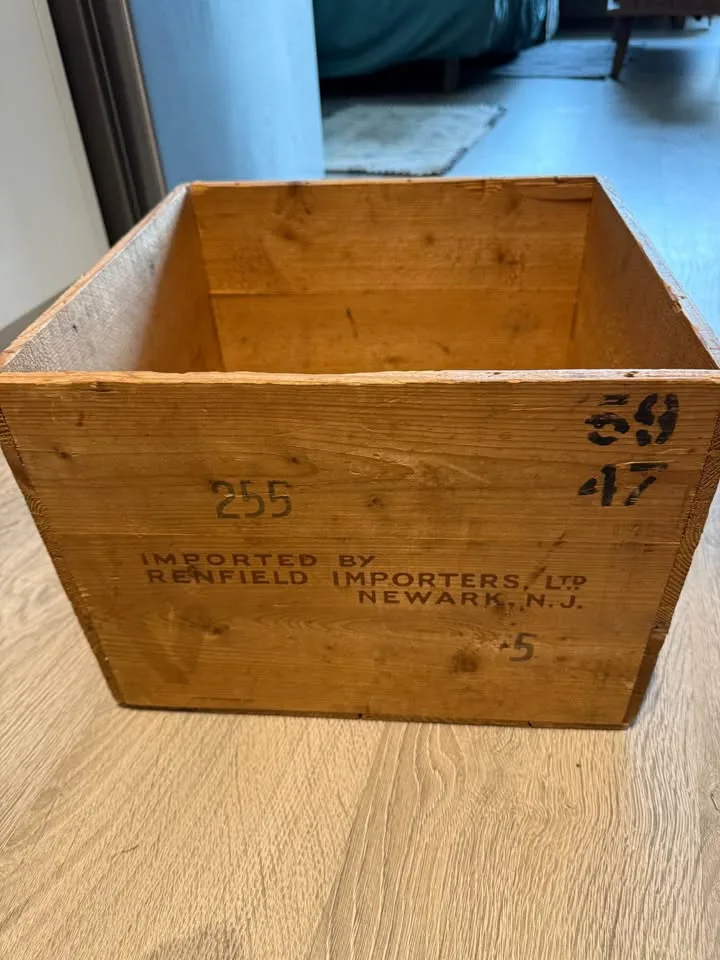 59
47
255
IMPORTED BY
RENFIELD IMPORTERS, LTD.
NEWARK, N.J.
5